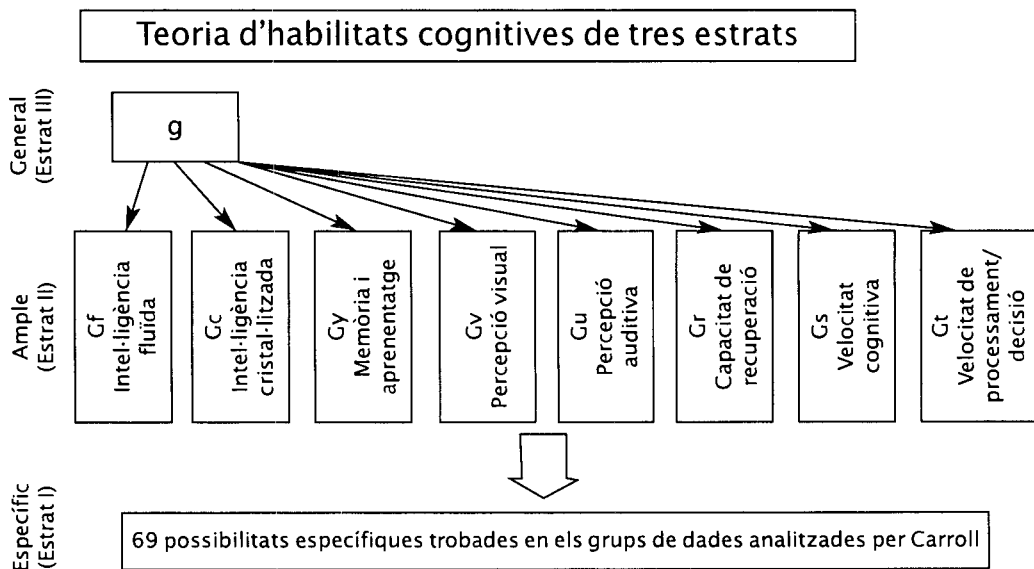 Teoria d'habilitats cognitives de tres estrats
General
(Estrat III)
g
Ample
(Estrat II)
Gf
Intel·ligència
fluïda
Gc
Intel·ligència
cristal·litzada
Gy
Memòria i
aprenentatge
Gv
Percepció visual
Gu
Percepció
auditiva
Gr
Capacitat de
recuperació
Gs
Velocitat
cognitiva
Gt
Velocitat de
processament/
decisió
Específic
(Estrat I)
69 possibilitats específiques trobades en els grups de dades analitzades per Carroll